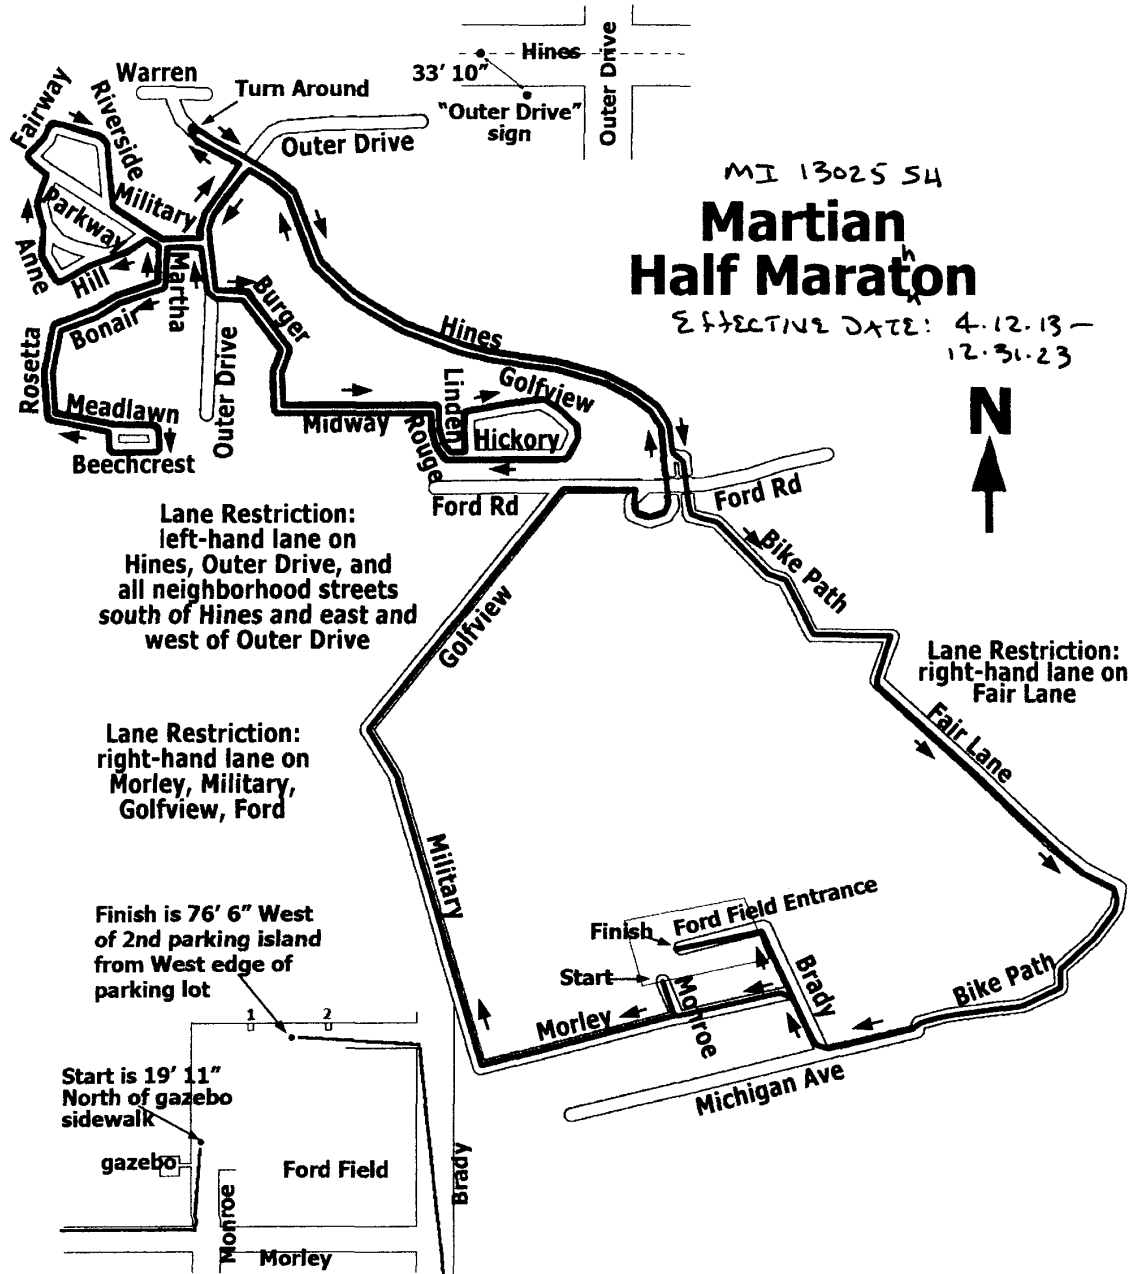 Hines
33' 10"
"Outer Drive"
sign
Outer Drive
Warren
Turn Around
Fairway
Riverside
Outer Drive
Military
Parkway
Anne
Hill
Martha
Burger
Bonair
Rosetta
Outer Drive
Meadlawn
Beechcrest
MI 13025 SH
Martian
Half Maraton
h
EFFECTIVE DATE: 4.12.13 –
12.31.23
N
Hines
Golfview
Linden
Midway
Hickory
Rouge
Ford Rd
Ford Rd
Lane Restriction:
left-hand lane on
Hines, Outer Drive, and
all neighborhood streets
south of Hines and east and
west of Outer Drive
Bike Path
Golfview
Lane Restriction:
right-hand lane on
Fair Lane
Fair Lane
Lane Restriction:
right-hand lane on
Morley, Military,
Golfview, Ford
Military
Ford Field Entrance
Finish
Start
Monroe
Brady
Bike Path
Morley
Michigan Ave
Finish is 76' 6" West
of 2nd parking island
from West edge of
parking lot
1
2
Start is 19' 11"
North of gazebo
sidewalk
gazebo
Ford Field
Brady
Monroe
Morley